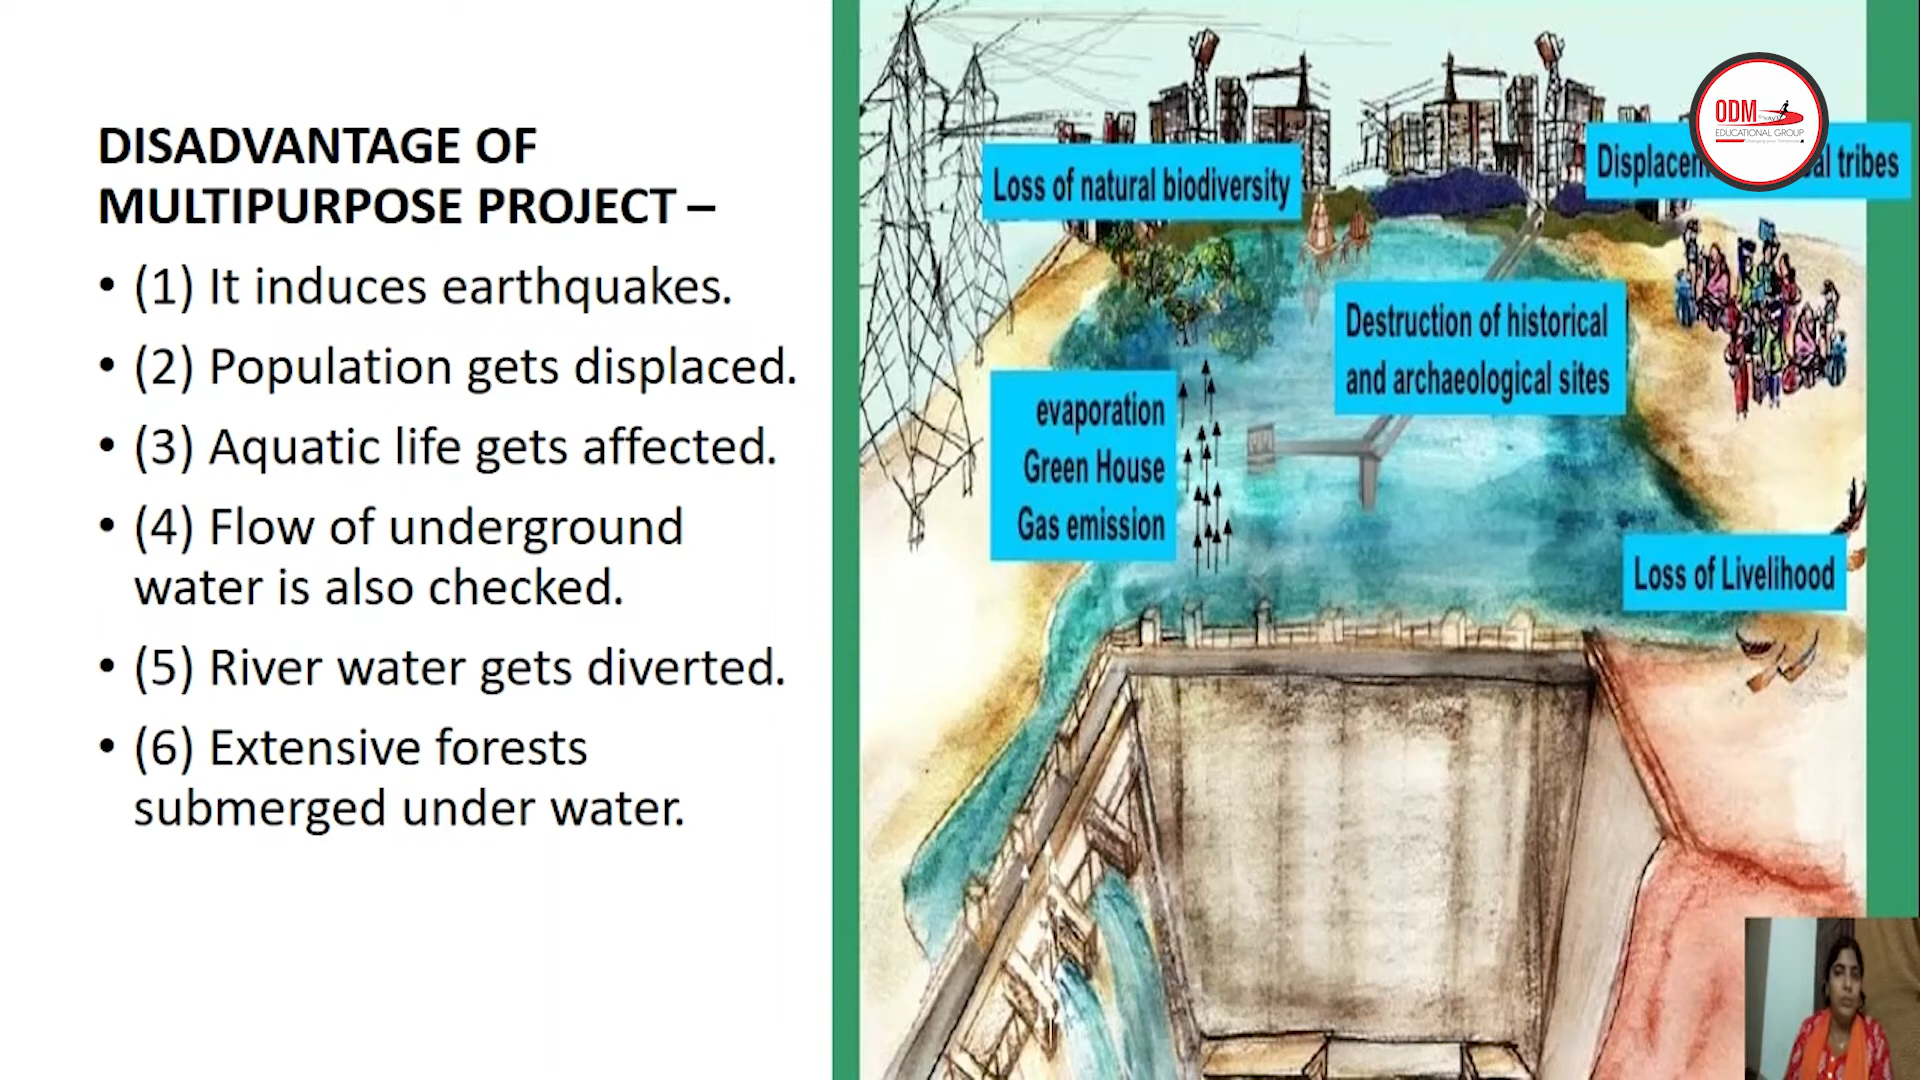 DISADVANTAGE OF
MULTIPURPOSE PROJECT –
• (1) It induces earthquakes.
• (2) Population gets displaced.
• (3) Aquatic life gets affected.
• (4) Flow of underground
water is also checked.
• (5) River water gets diverted.
• (6) Extensive forests
submerged under water.
ODM
EDUCATIONAL GROUP
Loss of natural biodiversity
tribes
Destruction of historical
and archaeological sites
evaporation
Green House
Gas emission
Loss of Livelihood